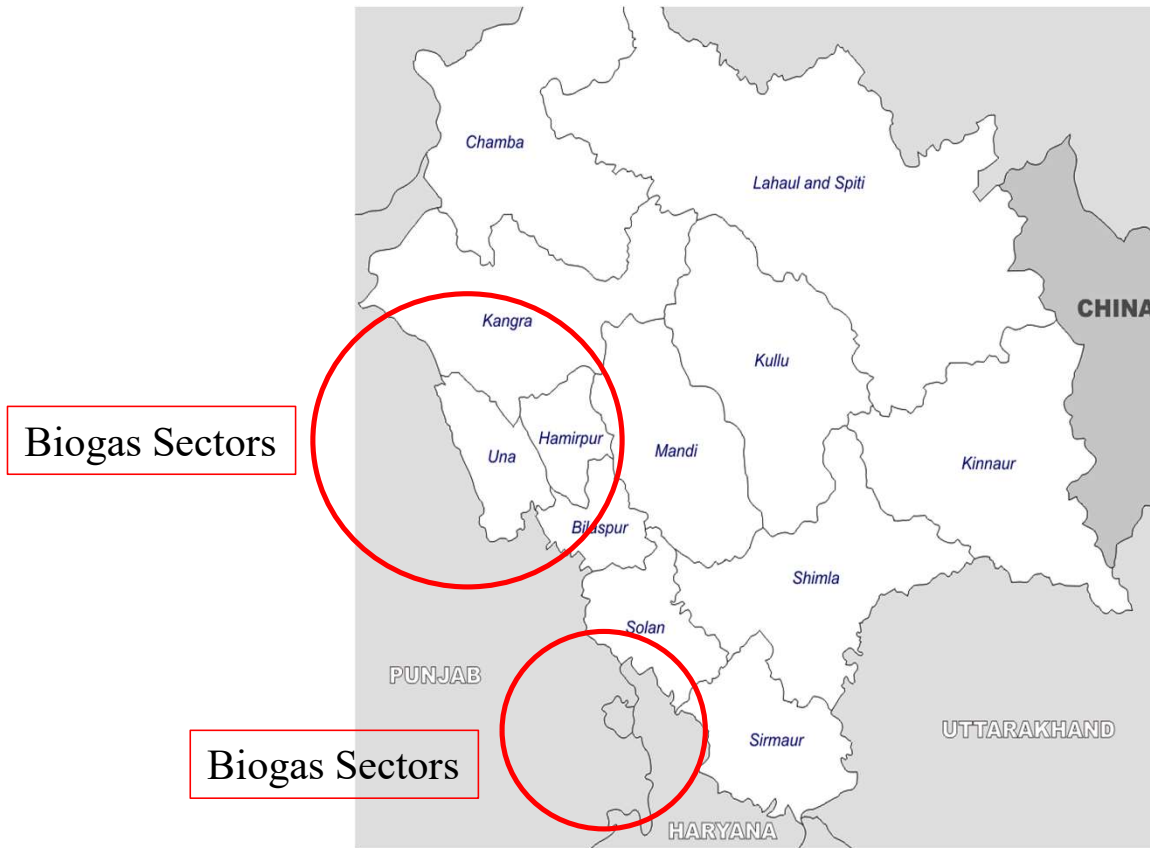 Chamba
Lahaul and Spiti
CHINA
Kangra
Kullu
Biogas Sectors
Hamirpur
Una
Mandi
Kinnaur
Bilaspur
Shimla
Solan
PUNJAB
UTTARAKHAND
Sirmaur
Biogas Sectors
HARYANA